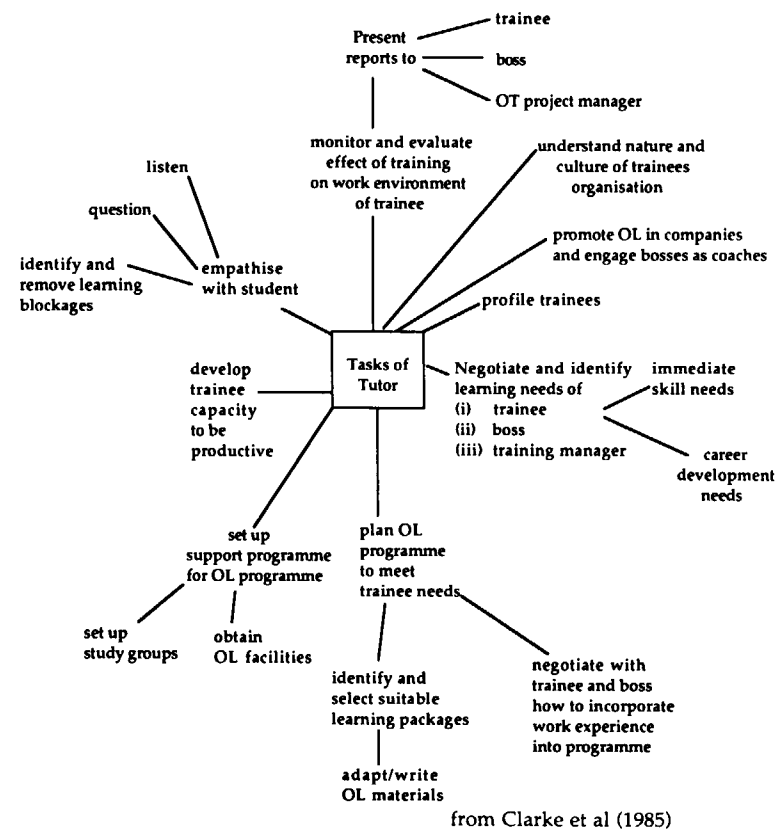 Present
reports to
trainee
boss
OT project manager
monitor and evaluate
effect of training
on work environment
of trainee
understand nature and
culture of trainees
organisation
promote OL in companies
and engage bosses as coaches
profile trainees
listen
question
identify and
remove learning
blockages
empathise
with student
Tasks of
Tutor
develop
trainee
capacity
to be
productive
Negotiate and identify
learning needs of
(i) trainee
(ii) boss
(iii) training manager
immediate
skill needs
career
development
needs
set up
support programme
for OL programme
set up
study groups
obtain
OL facilities
plan OL
programme
to meet
trainee needs
identify and
select suitable
learning packages
adapt/write
OL materials
negotiate with
trainee and boss
how to incorporate
work experience
into programme
from Clarke et al (1985)